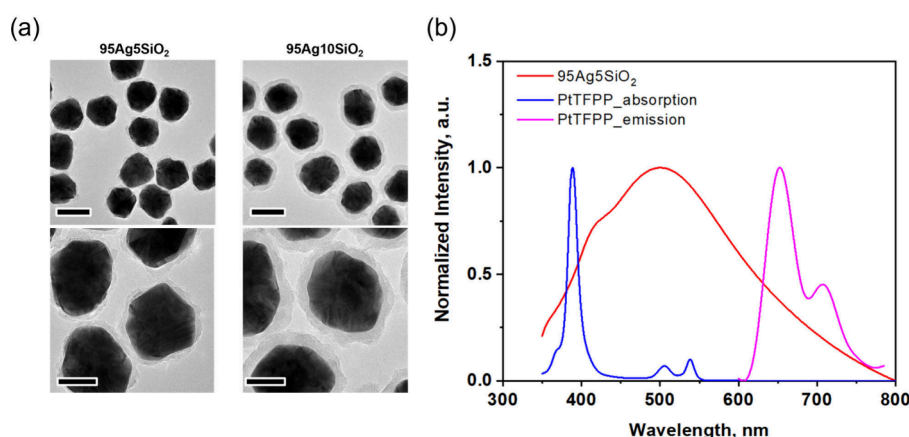 (a)
95Ag5SiO₂
95Ag10SiO₂
(b)
1.5
1.0
0.5
0.0
Normalized Intensity, a.u.
95Ag5SiO₂
PtTFPP_absorption
PtTFPP_emission
300 400 500 600 700 800
Wavelength, nm